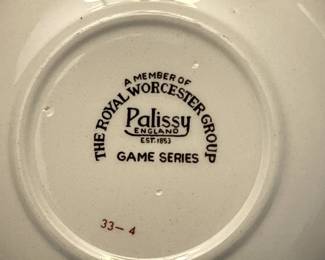 A MEMBER OF
THE ROYAL WORCESTER GROUP
Palissy
ENGLAND
EST. 1853
GAME SERIES
33-4